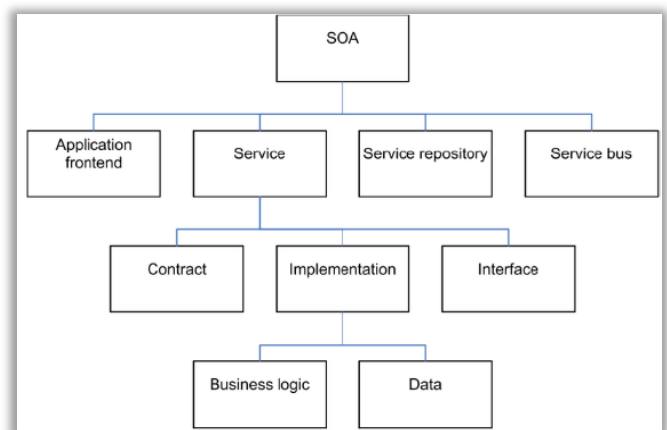 SOA
Application
frontend
Service
Service repository
Service bus
Contract
Implementation
Interface
Business logic
Data